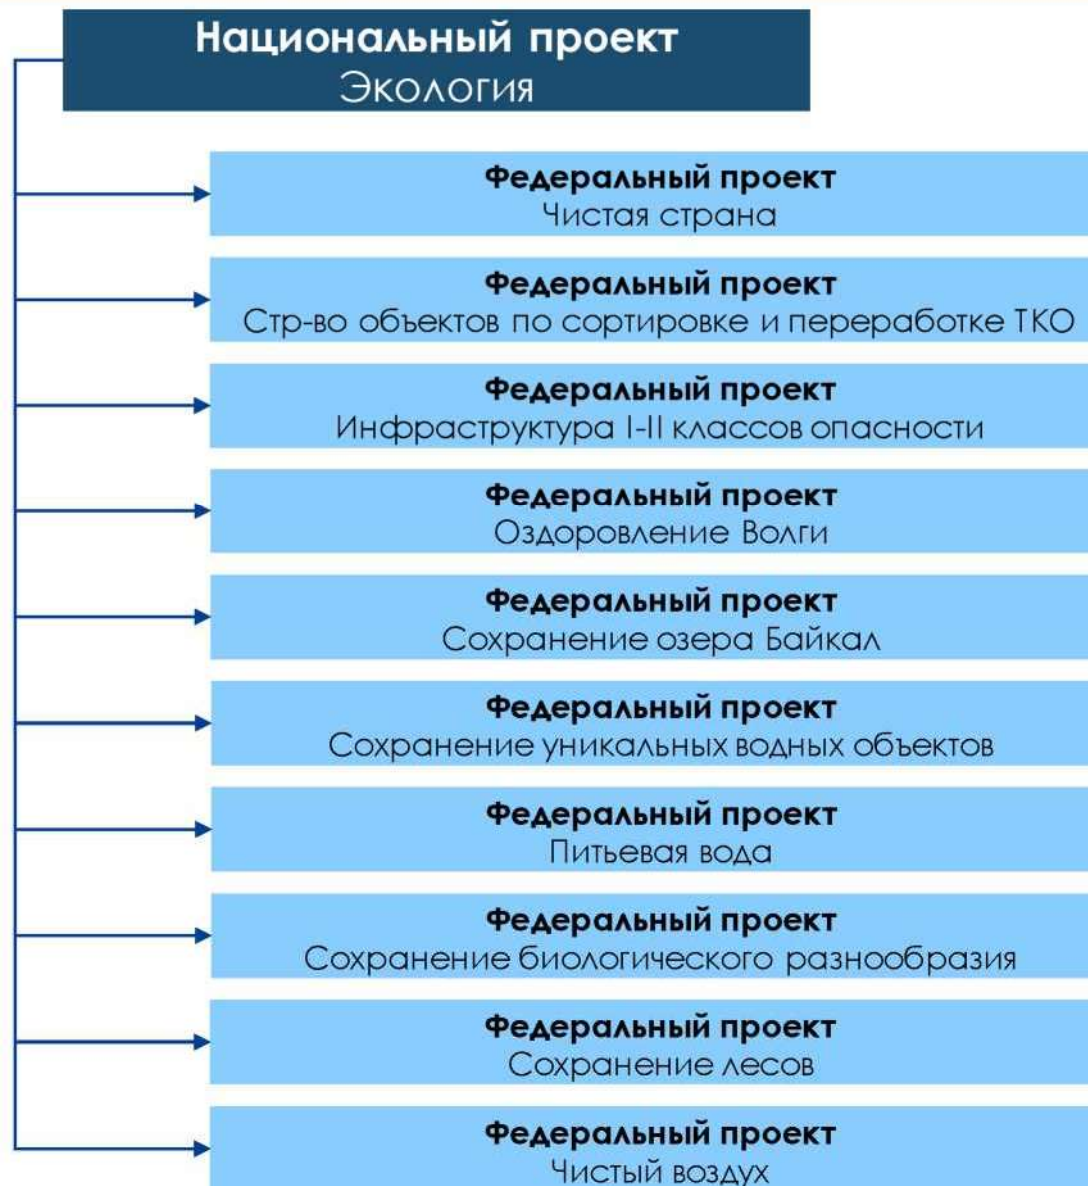 Национальный проект
Экология
Федеральный проект
Чистая страна
Федеральный проект
Стр-во объектов по сортировке и переработке ТКО
Федеральный проект
Инфраструктура I-II классов опасности
Федеральный проект
Оздоровление Волги
Федеральный проект
Сохранение озера Байкал
Федеральный проект
Сохранение уникальных водных объектов
Федеральный проект
Питьевая вода
Федеральный проект
Сохранение биологического разнообразия
Федеральный проект
Сохранение лесов
Федеральный проект
Чистый воздух